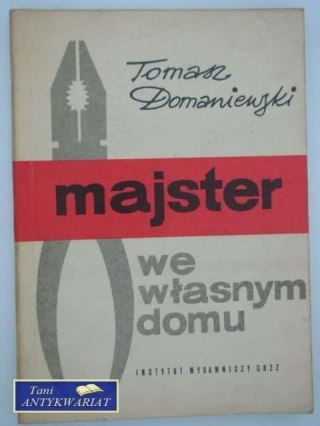 Tomasz
Domaniewski
majster
we
własnym
domu
INSTYTUT WYDAWNICZY CRZZ
Tani
ANTYKWARIAT